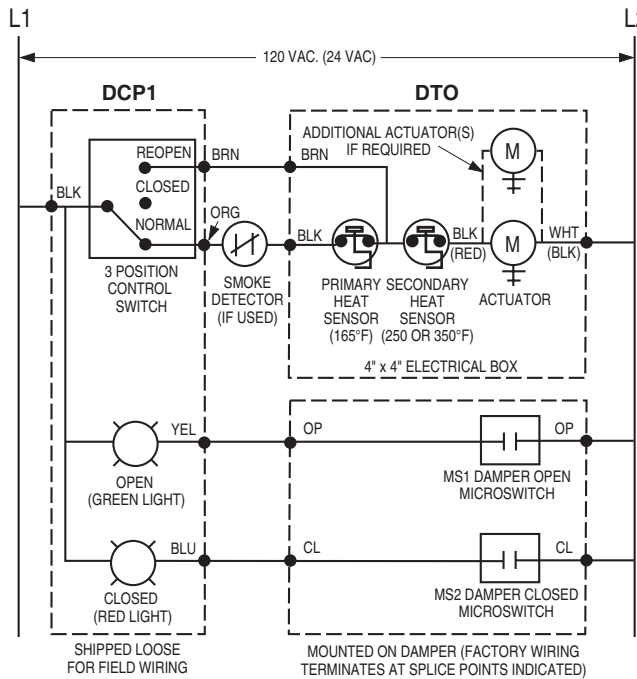 L1
L2
120 VAC. (24 VAC)
DCP1
DTO
REOPEN
BRN
BRN
ADDITIONAL ACTUATOR(S)
IF REQUIRED
M
CLOSED
BLK
NORMAL
ORG
BLK
BLK
(RED)
M
WHT
(BLK)
3 POSITION
CONTROL
SWITCH
SMOKE
DETECTOR
(IF USED)
PRIMARY
HEAT
SENSOR
(165°F)
SECONDARY
HEAT
SENSOR
(250 OR 350°F)
ACTUATOR
4" x 4" ELECTRICAL BOX
YEL
OP
OP
OPEN
(GREEN LIGHT)
MS1 DAMPER OPEN
MICROSWITCH
BLU
CL
CL
CLOSED
(RED LIGHT)
MS2 DAMPER CLOSED
MICROSWITCH
SHIPPED LOOSE
FOR FIELD WIRING
MOUNTED ON DAMPER (FACTORY WIRING
TERMINATES AT SPLICE POINTS INDICATED)